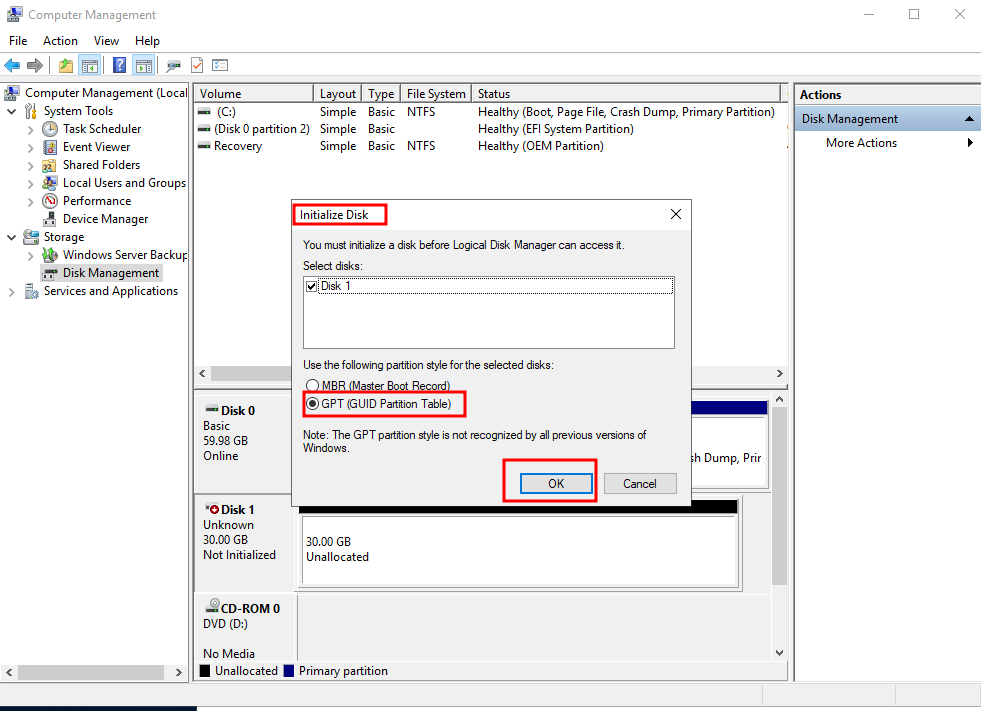 Computer Management
File Action View Help
Computer Management (Local
System Tools
Task Scheduler
Event Viewer
Shared Folders
Local Users and Groups
Performance
Device Manager
Storage
Windows Server Backup
Disk Management
Services and Applications
Volume Layout Type File System Status
(C:) Simple Basic NTFS Healthy (Boot, Page File, Crash Dump, Primary Partition)
(Disk 0 partition 2) Simple Basic Healthy (EFI System Partition)
Recovery Simple Basic NTFS Healthy (OEM Partition)
Initialize Disk
You must initialize a disk before Logical Disk Manager can access it.
Select disks:
Disk 1
Use the following partition style for the selected disks:
MBR (Master Boot Record)
GPT (GUID Partition Table)
Note: The GPT partition style is not recognized by all previous versions of
Windows.
OK Cancel
Disk 0
Basic
59.98 GB
Online
sh Dump, Prir
Disk 1
Unknown
30.00 GB
Not Initialized
30.00 GB
Unallocated
CD-ROM 0
DVD (D:)
No Media
Unallocated Primary partition
Actions
Disk Management
More Actions